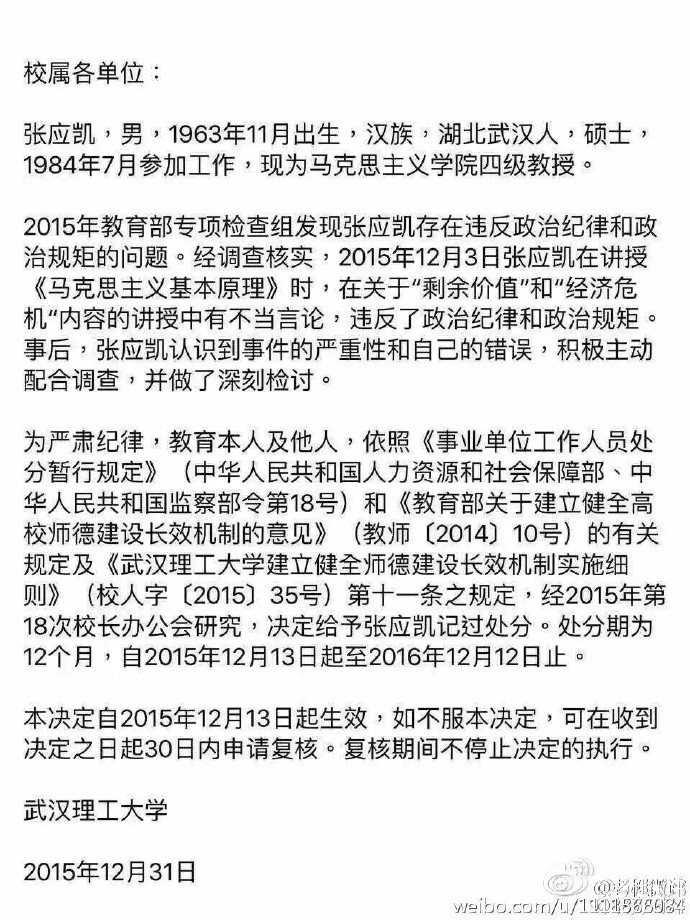 校属各单位：
张应凯，男，1963年11月出生，汉族，湖北武汉人，硕士，
1984年7月参加工作，现为马克思主义学院四级教授。
2015年教育部专项检查组发现张应凯存在违反政治纪律和政
治规矩的问题。经调查核实，2015年12月3日张应凯在讲授
《马克思主义基本原理》时，在关于“剩余价值”和“经济危
机“内容的讲授中有不当言论，违反了政治纪律和政治规矩。
事后，张应凯认识到事件的严重性和自己的错误，积极主动
配合调查，并做了深刻检讨。
为严肃纪律，教育本人及他人，依照《事业单位工作人员处
分暂行规定》（中华人民共和国人力资源和社会保障部、中
华人民共和国监察部令第18号）和《教育部关于建立健全高
校师德建设长效机制的意见》（教师〔2014〕10号）的有关
规定及《武汉理工大学建立健全师德建设长效机制实施细
则》（校人字〔2015〕35号）第十一条之规定，经2015年第
18次校长办公会研究，决定给予张应凯记过处分。处分期为
12个月，自2015年12月13日起至2016年12月12日止。
本决定自2015年12月13日起生效，如不服本决定，可在收到
决定之日起30日内申请复核。复核期间不停止决定的执行。
武汉理工大学
2015年12月31日
weibo.com/u/